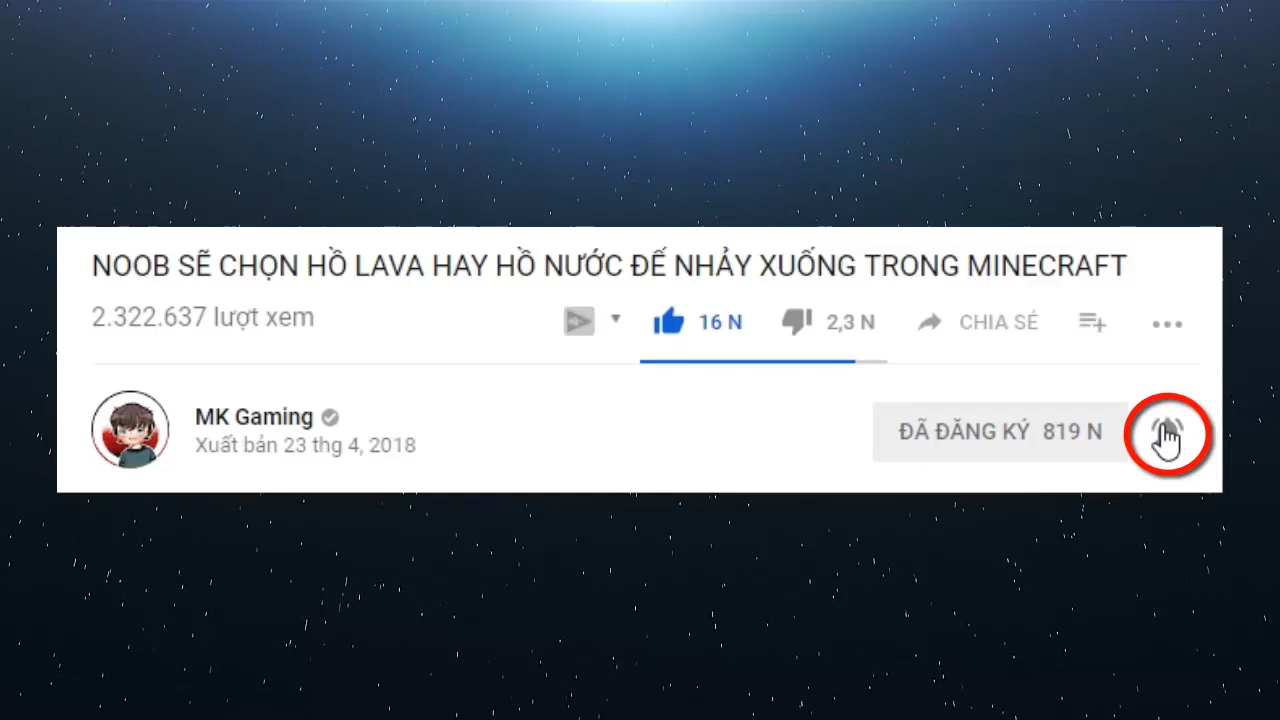 NOOB SẼ CHỌN HỒ LAVA HAY HỒ NƯỚC ĐỂ NHẢY XUỐNG TRONG MINECRAFT
2.322.637 lượt xem
16 N
2,3 N
CHIA SẺ
MK Gaming
Xuất bản 23 thg 4, 2018
ĐÃ ĐĂNG KÝ 819 N